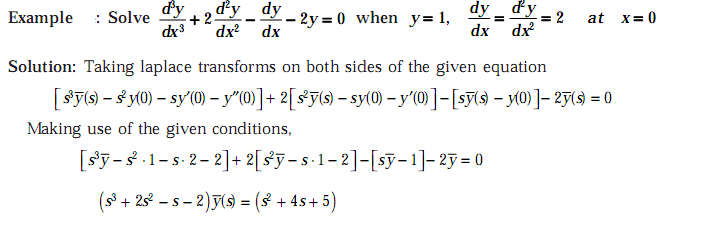 Example : Solve d³y/dx³ + 2 d²y/dx² − dy/dx − 2y = 0 when y = 1, dy/dx = d²y/dx² = 2 at x = 0
Solution: Taking laplace transforms on both sides of the given equation
[s³ȳ(s) − s² y(0) − sy′(0) − y″(0)] + 2[s²ȳ(s) − sy(0) − y′(0)] − [sȳ(s) − y(0)] − 2ȳ(s) = 0
Making use of the given conditions,
[s³ȳ − s² · 1 − s · 2 − 2] + 2[s²ȳ − s · 1 − 2] − [sȳ − 1] − 2ȳ = 0
(s³ + 2s² − s − 2)ȳ(s) = (s² + 4s + 5)